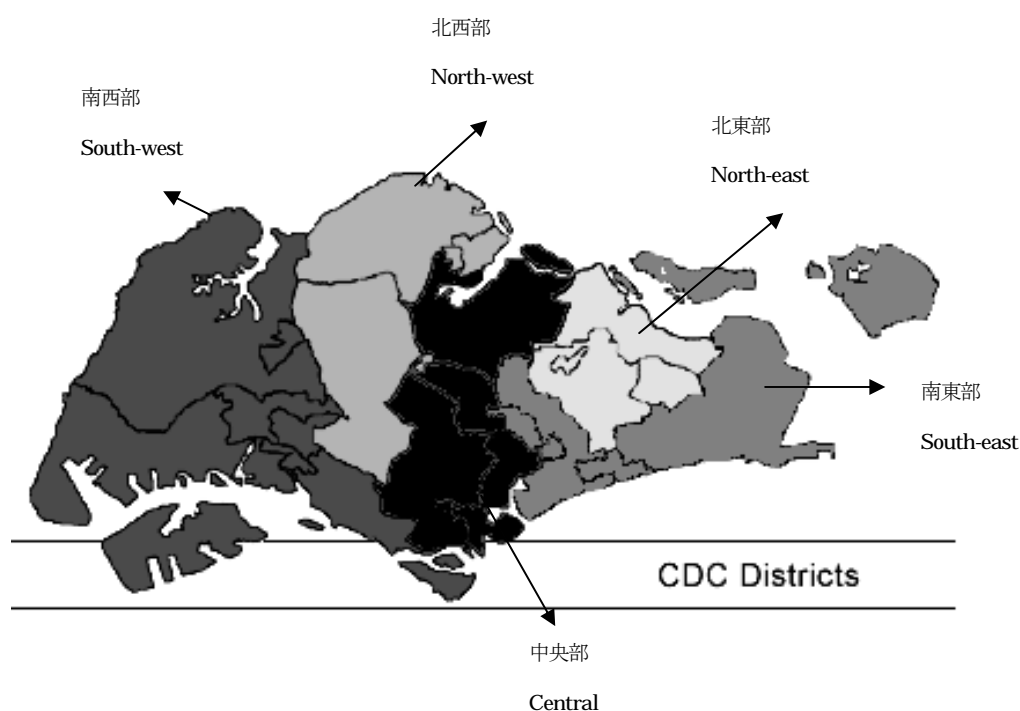 北西部
North-west
南西部
South-west
北東部
North-east
南東部
South-east
CDC Districts
中央部
Central